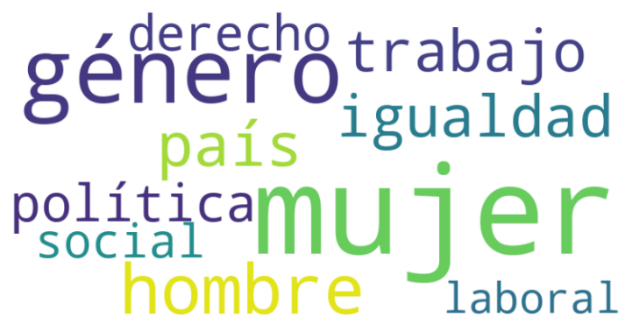 derecho
género
trabajo
igualdad
país
mujer
política
social
hombre
laboral